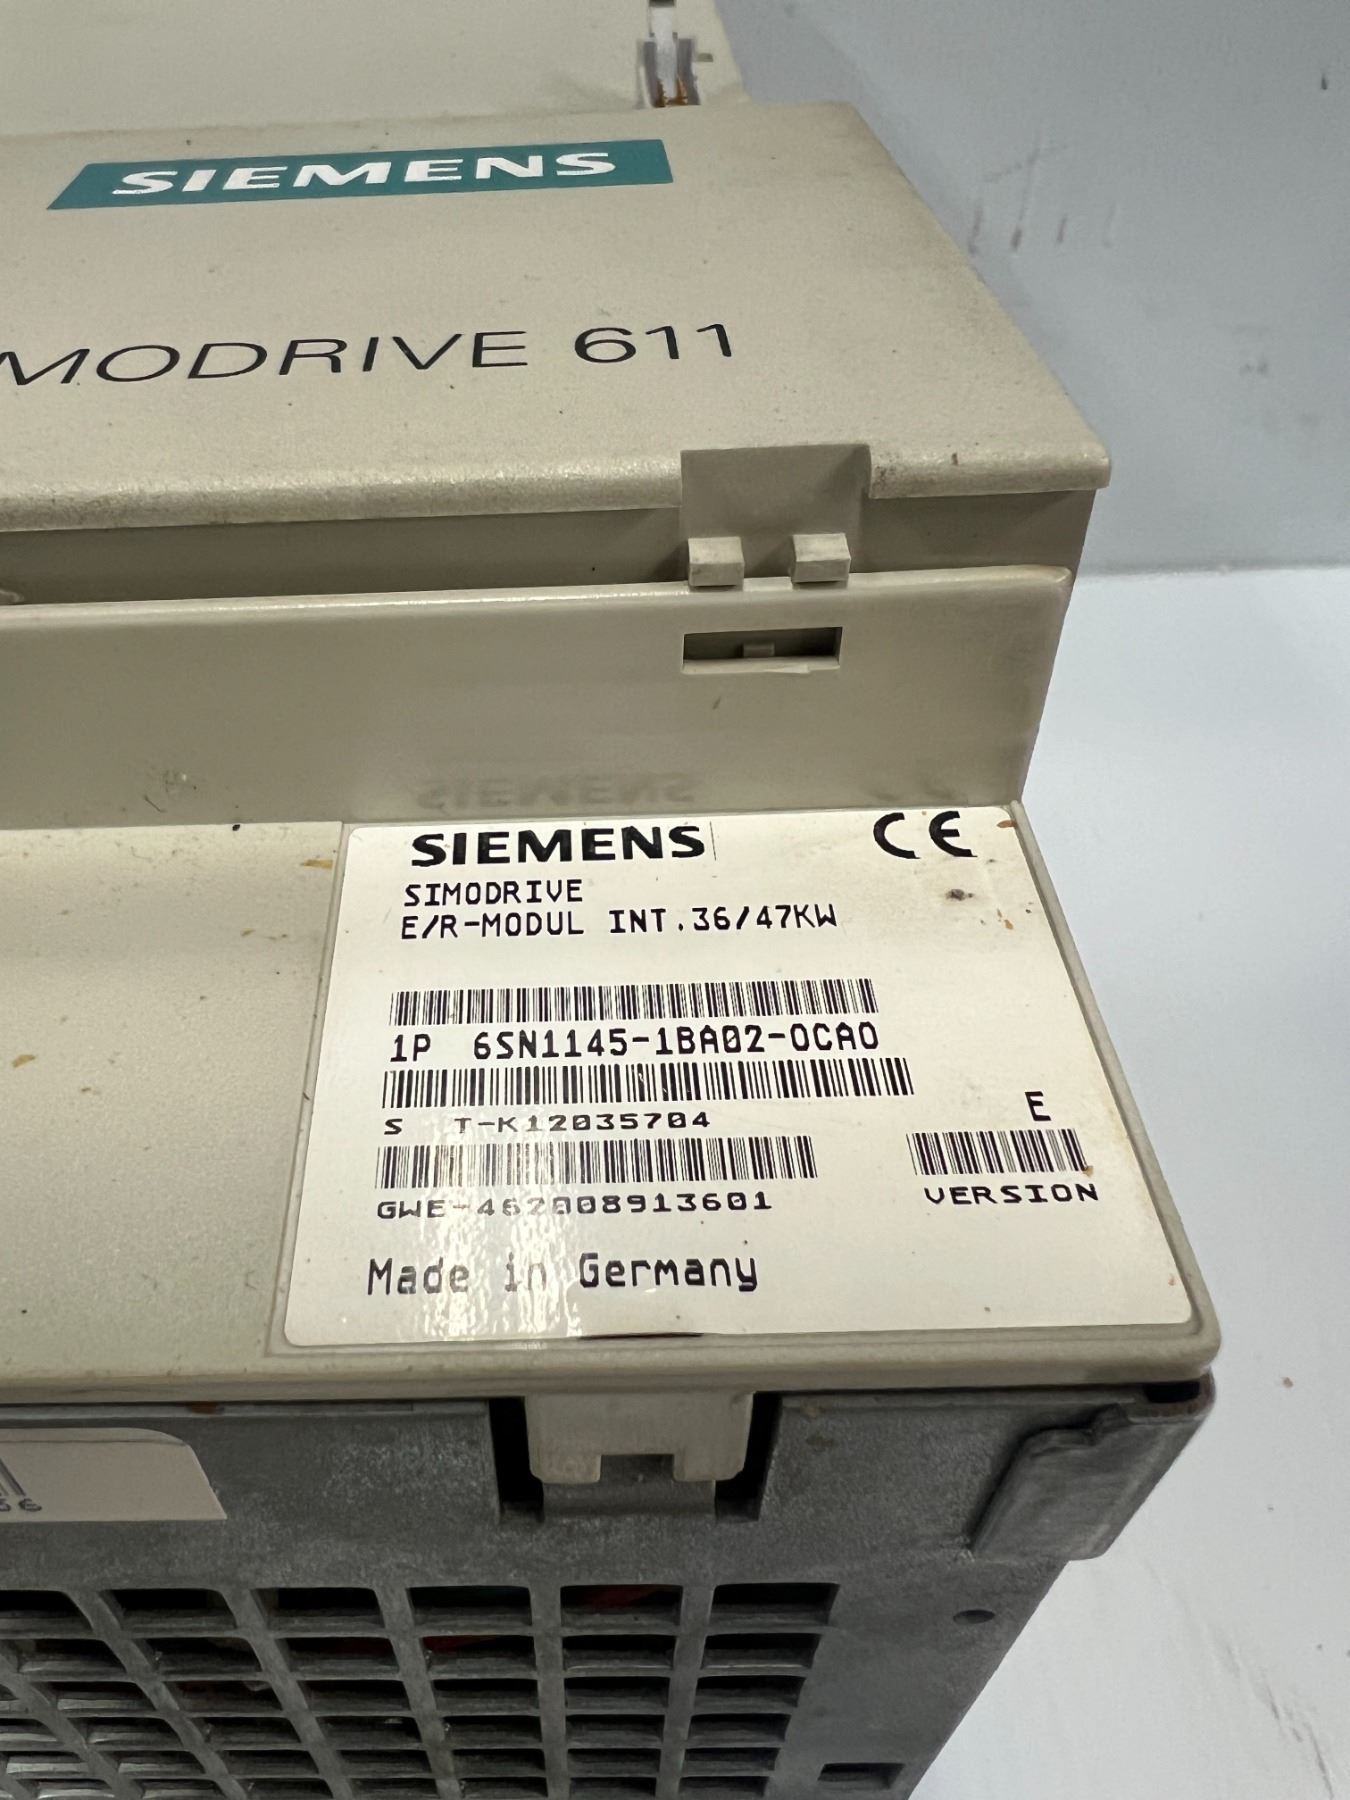 SIEMENS
MODRIVE 611
SIEMENS
CE
SIMODRIVE
E/R-MODUL INT.36/47KW
1P 6SN1145-1BA02-0CA0
S T-K12035704
E
GWE-462008913601
VERSION
Made in Germany